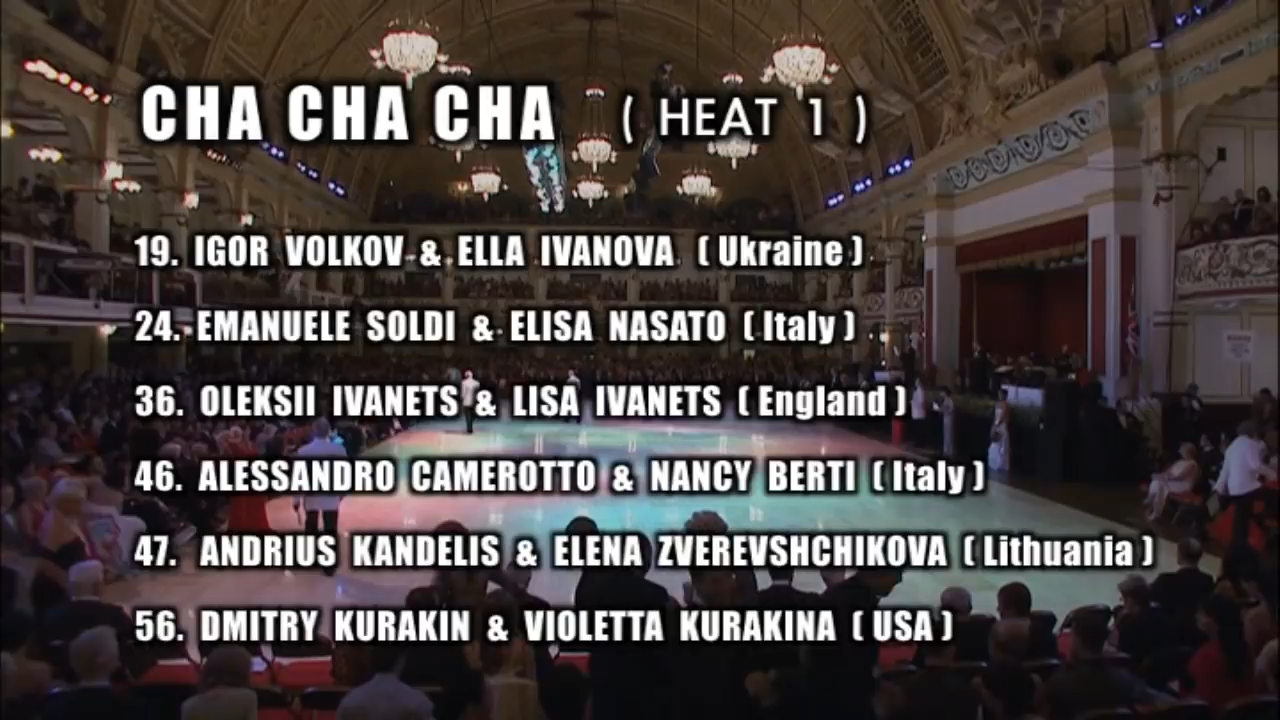 CHA CHA CHA ( HEAT 1 )
19. IGOR VOLKOV & ELLA IVANOVA ( Ukraine )
24. EMANUELE SOLDI & ELISA NASATO ( Italy )
36. OLEKSII IVANETS & LISA IVANETS ( England )
46. ALESSANDRO CAMEROTTO & NANCY BERTI ( Italy )
47. ANDRIUS KANDELIS & ELENA ZVEREVSHCHIKOVA ( Lithuania )
56. DMITRY KURAKIN & VIOLETTA KURAKINA ( USA )